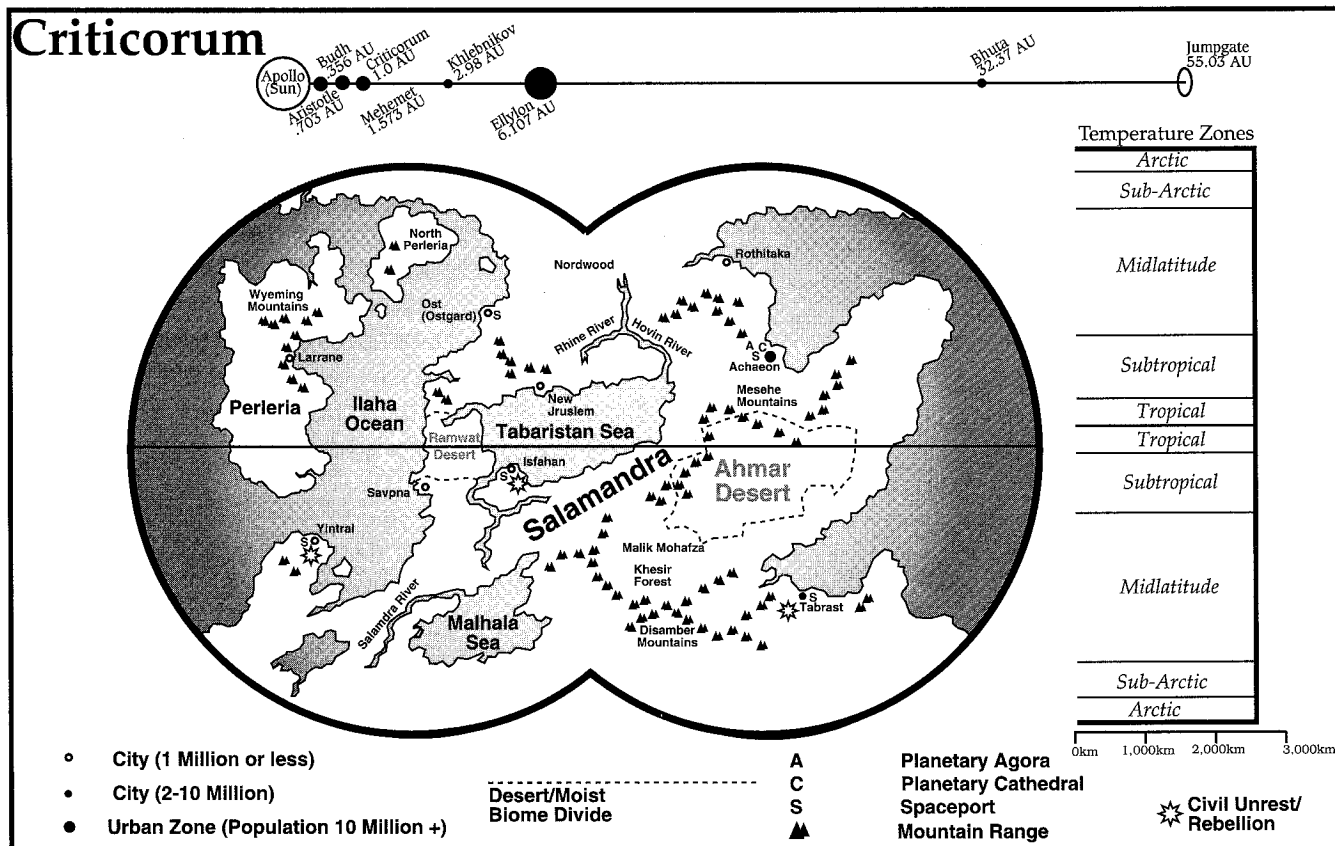 Criticorum
Apollo
(Sun)
Budh
.356 AU
Aristotle
.703 AU
Criticorum
1.0 AU
Mehemet
1.573 AU
Khlebnikov
2.98 AU
Ellylon
6.107 AU
Bhuta
32.37 AU
Jumpgate
55.03 AU
Temperature Zones
Arctic
Sub-Arctic
Midlatitude
Subtropical
Tropical
Tropical
Subtropical
Midlatitude
Sub-Arctic
Arctic
0km
1,000km
2,000km
3,000km
North
Perleria
Nordwood
Rothitaka
Wyeming
Mountains
Ost
(Ostgard)
S
Rhine River
Hovin River
Larrane
A C
S
Achaeon
Mesehe
Mountains
Perleria
Ilaha
Ocean
New
Jruslem
Tabaristan Sea
Ramwat
Desert
Isfahan
S
Salamandra
Ahmar
Desert
Savpna
Yintrai
S
Malik Mohafza
Khesir
Forest
S
Tabrast
Salamdra River
Malhala
Sea
Disamber
Mountains
City (1 Million or less)
City (2-10 Million)
Urban Zone (Population 10 Million +)
Desert/Moist
Biome Divide
A Planetary Agora
C Planetary Cathedral
S Spaceport
Mountain Range
Civil Unrest/
Rebellion